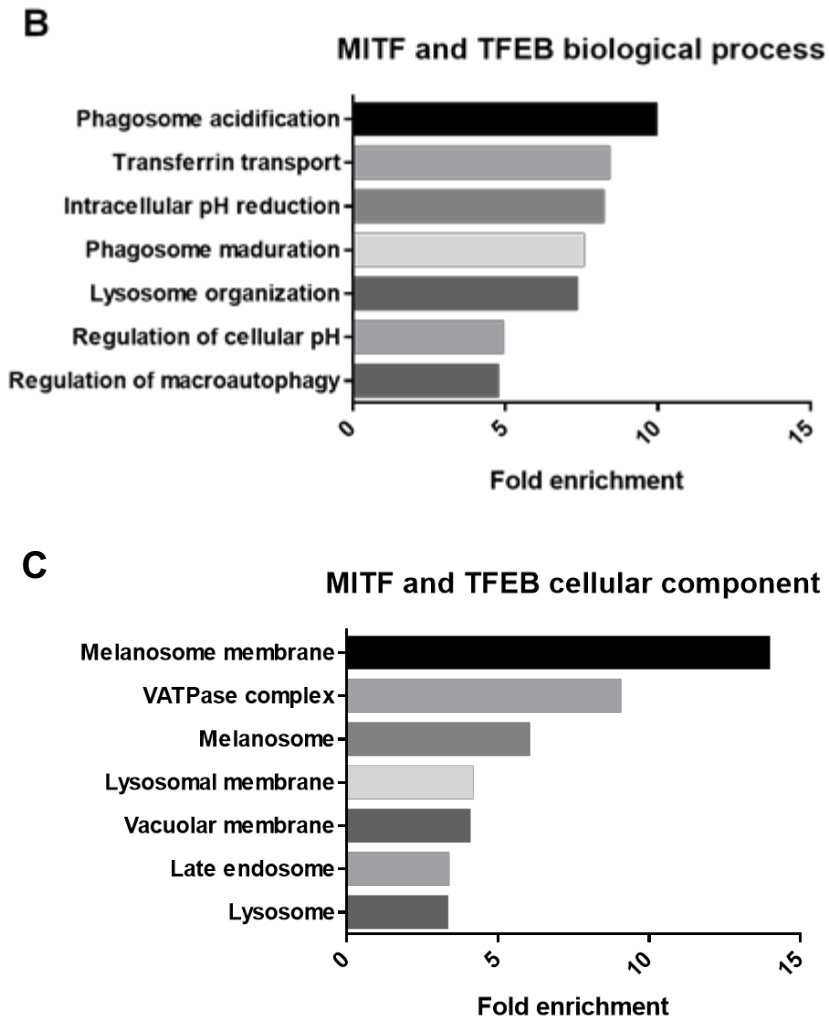 B
MITF and TFEB biological process
Phagosome acidification
Transferrin transport
Intracellular pH reduction
Phagosome maduration
Lysosome organization
Regulation of cellular pH
Regulation of macroautophagy
0 5 10 15
Fold enrichment
C
MITF and TFEB cellular component
Melanosome membrane
VATPase complex
Melanosome
Lysosomal membrane
Vacuolar membrane
Late endosome
Lysosome
0 5 10 15
Fold enrichment